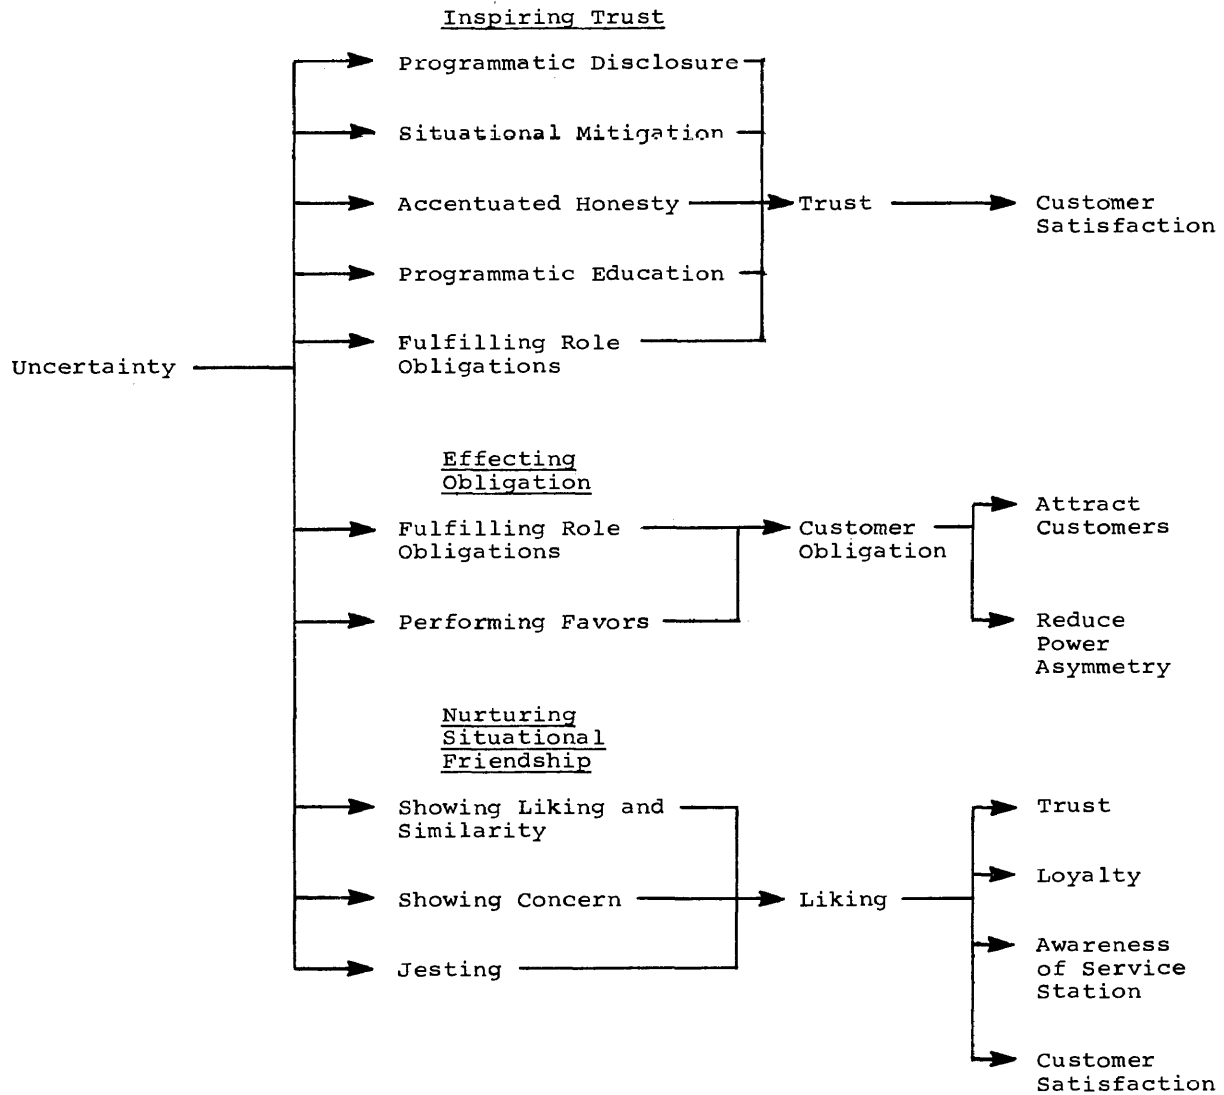 Inspiring Trust
Programmatic Disclosure
Situational Mitigation
Accentuated Honesty
Trust
Customer
Satisfaction
Programmatic Education
Fulfilling Role
Obligations
Uncertainty
Effecting
Obligation
Fulfilling Role
Obligations
Customer
Obligation
Attract
Customers
Performing Favors
Reduce
Power
Asymmetry
Nurturing
Situational
Friendship
Showing Liking and
Similarity
Trust
Loyalty
Showing Concern
Liking
Awareness
of Service
Station
Jesting
Customer
Satisfaction